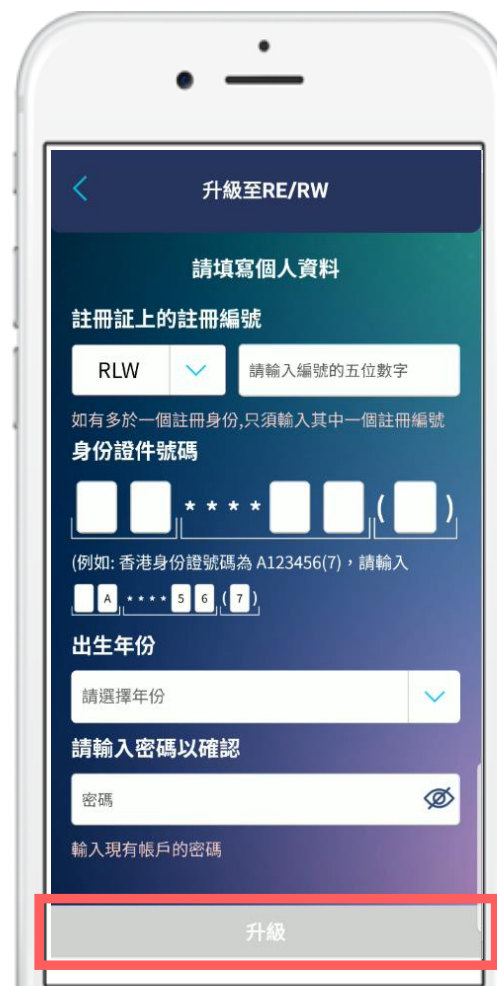 升級至RE/RW
請填寫個人資料
註冊証上的註冊編號
RLW 請輸入編號的五位數字
如有多於一個註冊身份,只須輸入其中一個註冊編號
身份證件號碼
* * * * ( )
(例如: 香港身份證號碼為 A123456(7)，請輸入
A * * * * 5 6 ( 7 )
出生年份
請選擇年份
請輸入密碼以確認
密碼
輸入現有帳戶的密碼
升級